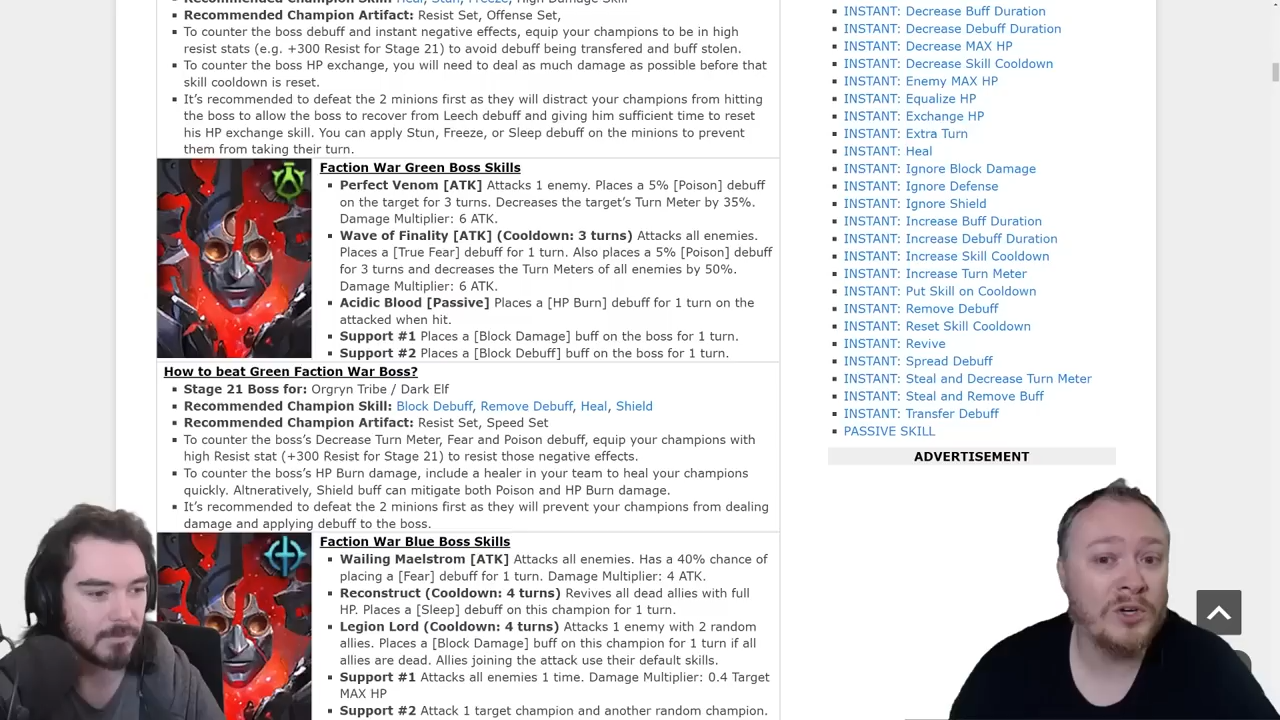 Recommended Champion Skill: Heal, Stun, Freeze, High Damage Skill
Recommended Champion Artifact: Resist Set, Offense Set,
To counter the boss debuff and instant negative effects, equip your champions to be in high
resist stats (e.g. +300 Resist for Stage 21) to avoid debuff being transfered and buff stolen.
To counter the boss HP exchange, you will need to deal as much damage as possible before that
skill cooldown is reset.
It's recommended to defeat the 2 minions first as they will distract your champions from hitting
the boss to allow the boss to recover from Leech debuff and giving him sufficient time to reset
his HP exchange skill. You can apply Stun, Freeze, or Sleep debuff on the minions to prevent
them from taking their turn.
Faction War Green Boss Skills
Perfect Venom [ATK] Attacks 1 enemy. Places a 5% [Poison] debuff
on the target for 3 turns. Decreases the target's Turn Meter by 35%.
Damage Multiplier: 6 ATK.
Wave of Finality [ATK] (Cooldown: 3 turns) Attacks all enemies.
Places a [True Fear] debuff for 1 turn. Also places a 5% [Poison] debuff
for 3 turns and decreases the Turn Meters of all enemies by 50%.
Damage Multiplier: 6 ATK.
Acidic Blood [Passive] Places a [HP Burn] debuff for 1 turn on the
attacked when hit.
Support #1 Places a [Block Damage] buff on the boss for 1 turn.
Support #2 Places a [Block Debuff] buff on the boss for 1 turn.
How to beat Green Faction War Boss?
Stage 21 Boss for: Orgryn Tribe / Dark Elf
Recommended Champion Skill: Block Debuff, Remove Debuff, Heal, Shield
Recommended Champion Artifact: Resist Set, Speed Set
To counter the boss's Decrease Turn Meter, Fear and Poison debuff, equip your champions with
high Resist stat (+300 Resist for Stage 21) to resist those negative effects.
To counter the boss's HP Burn damage, include a healer in your team to heal your champions
quickly. Altneratively, Shield buff can mitigate both Poison and HP Burn damage.
It's recommended to defeat the 2 minions first as they will prevent your champions from dealing
damage and applying debuff to the boss.
Faction War Blue Boss Skills
Wailing Maelstrom [ATK] Attacks all enemies. Has a 40% chance of
placing a [Fear] debuff for 1 turn. Damage Multiplier: 4 ATK.
Reconstruct (Cooldown: 4 turns) Revives all dead allies with full
HP. Places a [Sleep] debuff on this champion for 1 turn.
Legion Lord (Cooldown: 4 turns) Attacks 1 enemy with 2 random
allies. Places a [Block Damage] buff on this champion for 1 turn if all
allies are dead. Allies joining the attack use their default skills.
Support #1 Attacks all enemies 1 time. Damage Multiplier: 0.4 Target
MAX HP
Support #2 Attack 1 target champion and another random champion.
INSTANT: Decrease Buff Duration
INSTANT: Decrease Debuff Duration
INSTANT: Decrease MAX HP
INSTANT: Decrease Skill Cooldown
INSTANT: Enemy MAX HP
INSTANT: Equalize HP
INSTANT: Exchange HP
INSTANT: Extra Turn
INSTANT: Heal
INSTANT: Ignore Block Damage
INSTANT: Ignore Defense
INSTANT: Ignore Shield
INSTANT: Increase Buff Duration
INSTANT: Increase Debuff Duration
INSTANT: Increase Skill Cooldown
INSTANT: Increase Turn Meter
INSTANT: Put Skill on Cooldown
INSTANT: Remove Debuff
INSTANT: Reset Skill Cooldown
INSTANT: Revive
INSTANT: Spread Debuff
INSTANT: Steal and Decrease Turn Meter
INSTANT: Steal and Remove Buff
INSTANT: Transfer Debuff
PASSIVE SKILL
ADVERTISEMENT